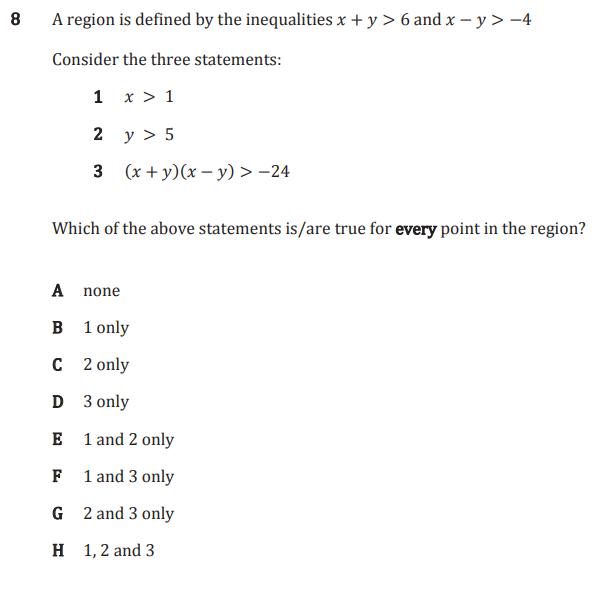 8 A region is defined by the inequalities x + y > 6 and x − y > −4
Consider the three statements:
1 x > 1
2 y > 5
3 (x + y)(x − y) > −24
Which of the above statements is/are true for every point in the region?
A none
B 1 only
C 2 only
D 3 only
E 1 and 2 only
F 1 and 3 only
G 2 and 3 only
H 1, 2 and 3